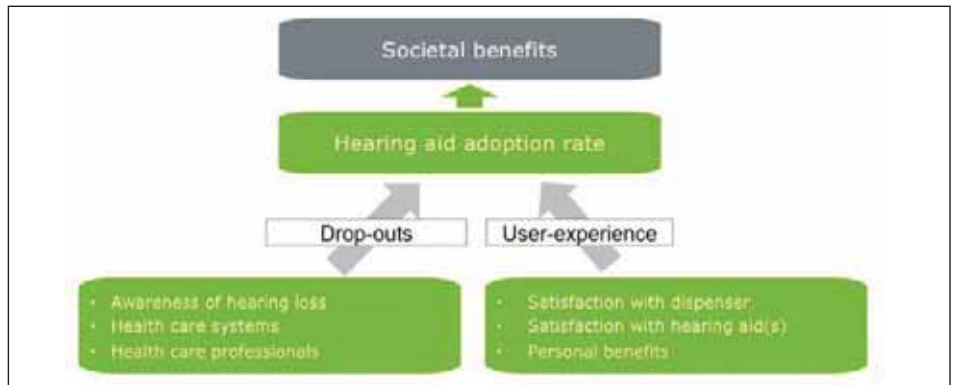 Societal benefits
Hearing aid adoption rate
Drop-outs
User-experience
• Awareness of hearing loss
• Health care systems
• Health care professionals
• Satisfaction with dispenser
• Satisfaction with hearing aid(s)
• Personal benefits